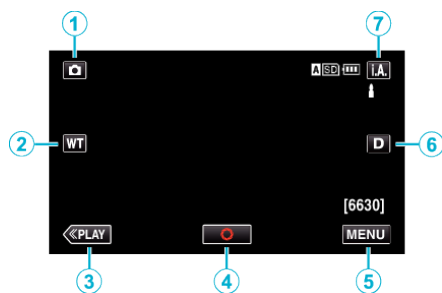 1 7
A SD i.A.
2 WT D 6
[6630]
≪PLAY MENU
3 4 5